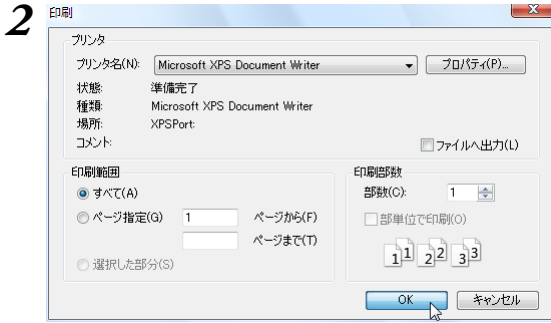 2
印刷
プリンタ
プリンタ名(N): Microsoft XPS Document Writer プロパティ(P)...
状態: 準備完了
種類: Microsoft XPS Document Writer
場所: XPSPort:
コメント: ファイルへ出力(L)
印刷範囲
すべて(A)
ページ指定(G) 1 ページから(F)
ページまで(T)
選択した部分(S)
印刷部数
部数(C): 1
部単位で印刷(O)
1 1 2 2 3 3
OK キャンセル